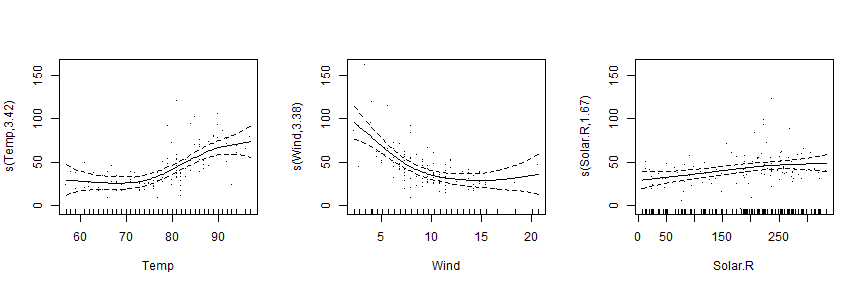 s(Temp,3.42)
0 50 100 150
60 70 80 90
Temp
s(Wind,3.38)
0 50 100 150
5 10 15 20
Wind
s(Solar.R,1.67)
0 50 100 150
0 50 150 250
Solar.R